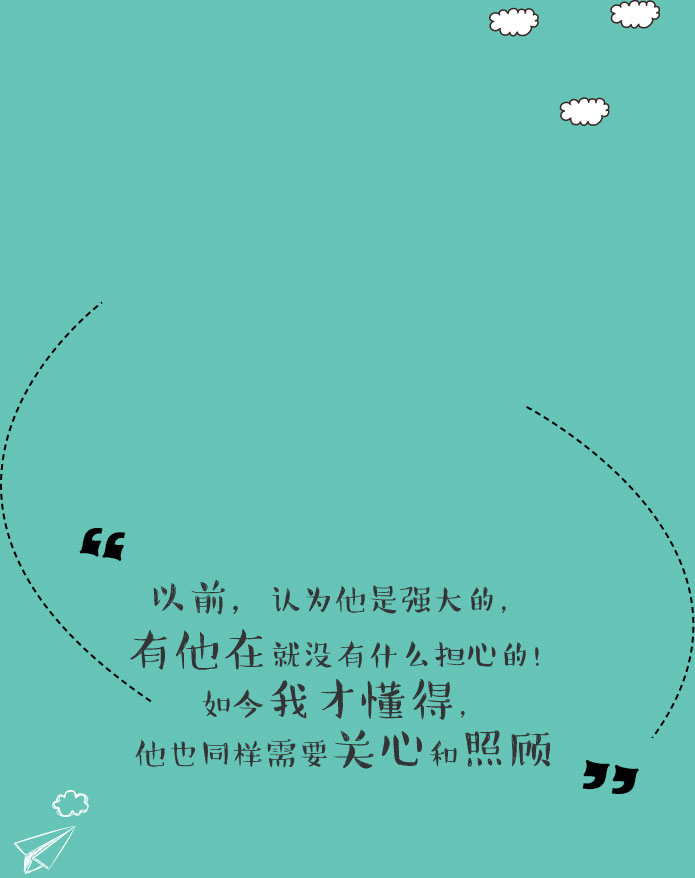 “
以前，认为他是强大的，
有他在就没有什么担心的！
如今我才懂得，
他也同样需要关心和照顾
”